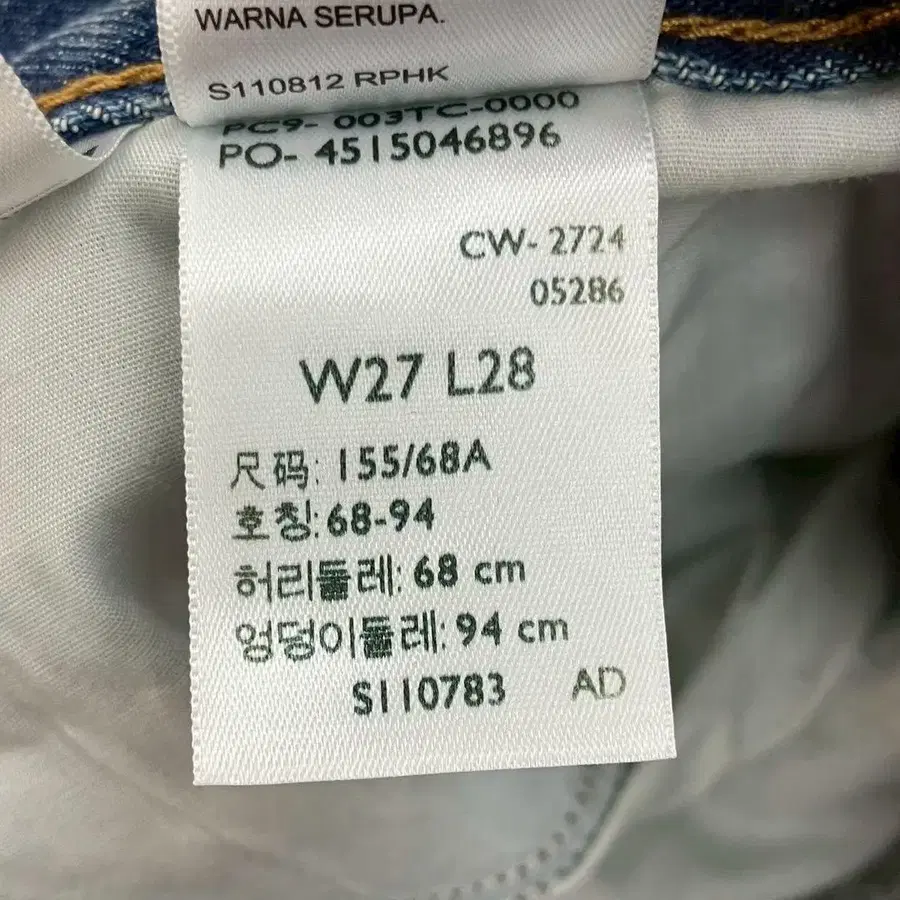 WARNA SERUPA.
S110812 RPHK
PC9- 003TC-0000
PO- 4515046896
CW- 2724
05286
W27 L28
尺码: 155/68A
호칭:68-94
허리둘레: 68 cm
엉덩이둘레: 94 cm
S110783 AD